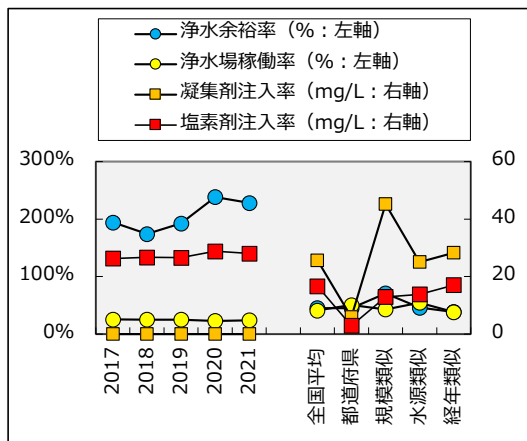 浄水余裕率（%：左軸）
浄水場稼働率（%：左軸）
凝集剤注入率（mg/L：右軸）
塩素剤注入率（mg/L：右軸）
300%
200%
100%
0%
60
40
20
0
2017
2018
2019
2020
2021
全国平均
都道府県
規模類似
水源類似
経年類似